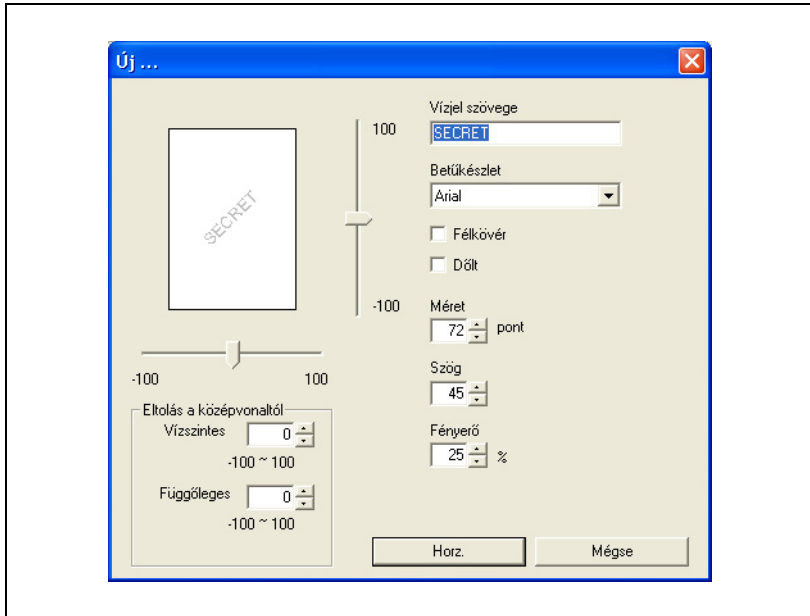 Új ...
SECRET
100
-100
-100
100
Eltolás a középvonaltól
Vízszintes 0
-100 ~ 100
Függőleges 0
-100 ~ 100
Vízjel szövege
SECRET
Betűkészlet
Arial
Félkövér
Dőlt
Méret
72 pont
Szög
45
Fényerő
25 %
Horz.
Mégse